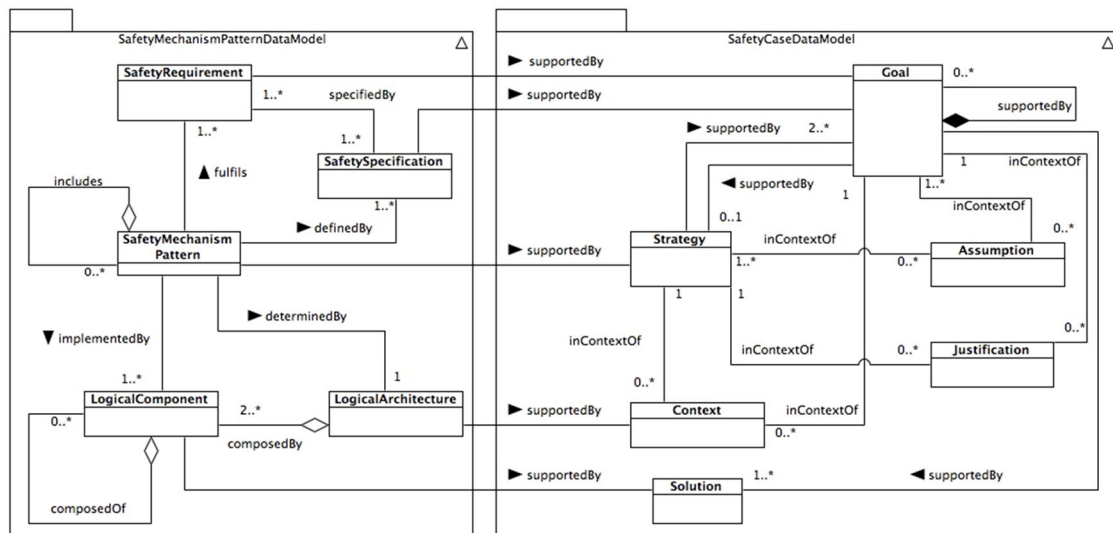 SafetyMechanismPatternDataModel
SafetyCaseDataModel
SafetyRequirement
supportedBy
Goal
0..*
1..*
specifiedBy
supportedBy
supportedBy
1..*
1..*
supportedBy
2..*
SafetySpecification
1
inContextOf
fulfils
includes
supportedBy
1
1..*
1..*
inContextOf
0..1
definedBy
SafetyMechanism
Pattern
Strategy
inContextOf
0..*
supportedBy
Assumption
0..*
1..*
0..*
1
1
determinedBy
0..*
implementedBy
inContextOf
inContextOf
0..*
Justification
1..*
1
0..*
LogicalComponent
LogicalArchitecture
0..*
2..*
supportedBy
Context
inContextOf
composedBy
0..*
supportedBy
1..*
supportedBy
Solution
composedOf